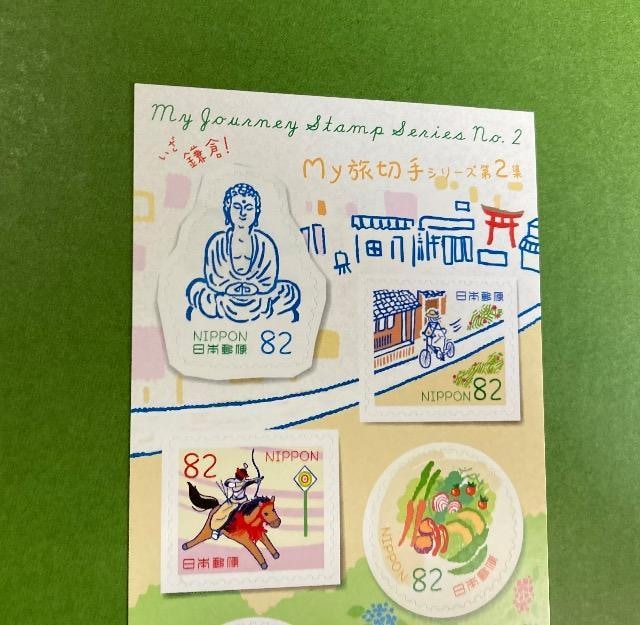 My Journey Stamp Series No. 2
いざ鎌倉!
My旅切手シリーズ第2集
NIPPON
日本郵便 82
日本郵便
NIPPON 82
82 NIPPON
日本郵便
NIPPON
82 日本郵便